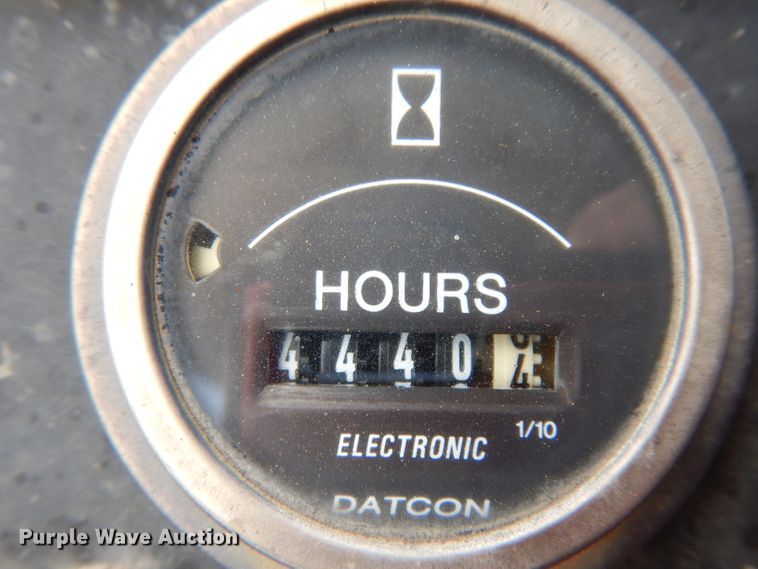 HOURS
4440
1/10
ELECTRONIC
DATCON
Purple Wave Auction